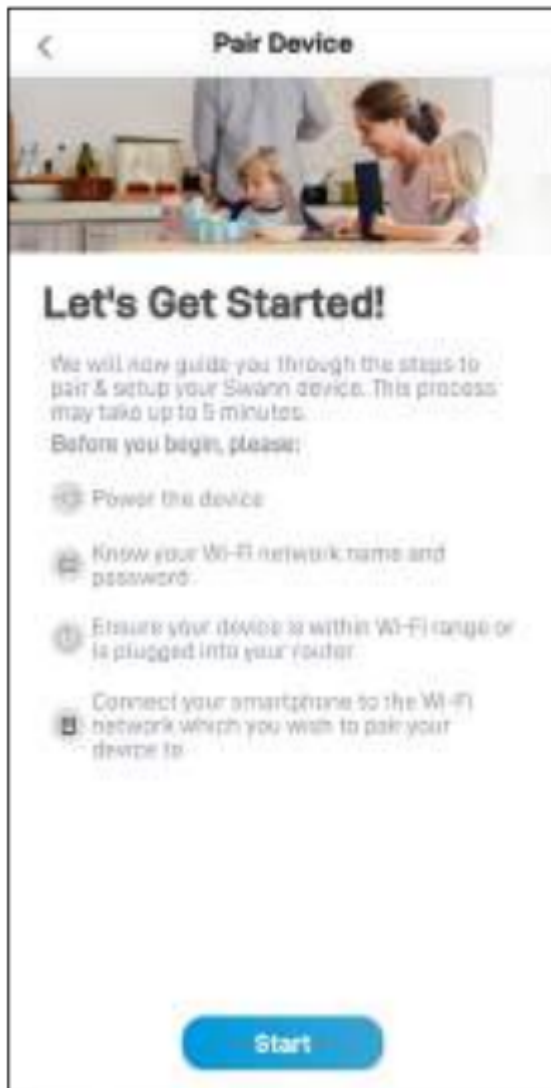 Pair Device
Let's Get Started!
We will now guide you through the steps to
pair & setup your Swann device. This process
may take up to 5 minutes.
Before you begin, please:
Power the device
Know your Wi-Fi network name and
password
Ensure your device is within Wi-Fi range or
is plugged into your router
Connect your smartphone to the Wi-Fi
network which you wish to pair your
device to
Start